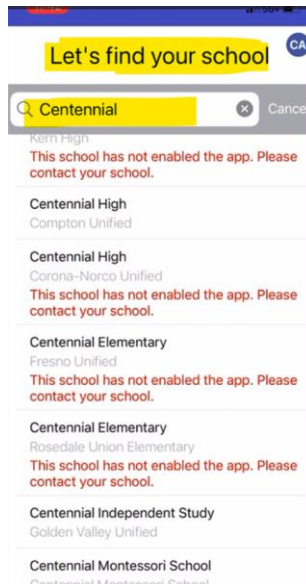 Let's find your school
CA
Centennial
Cancel
Kern High
This school has not enabled the app. Please
contact your school.
Centennial High
Compton Unified
Centennial High
Corona-Norco Unified
This school has not enabled the app. Please
contact your school.
Centennial Elementary
Fresno Unified
This school has not enabled the app. Please
contact your school.
Centennial Elementary
Rosedale Union Elementary
This school has not enabled the app. Please
contact your school.
Centennial Independent Study
Golden Valley Unified
Centennial Montessori School
Centennial Montessori School